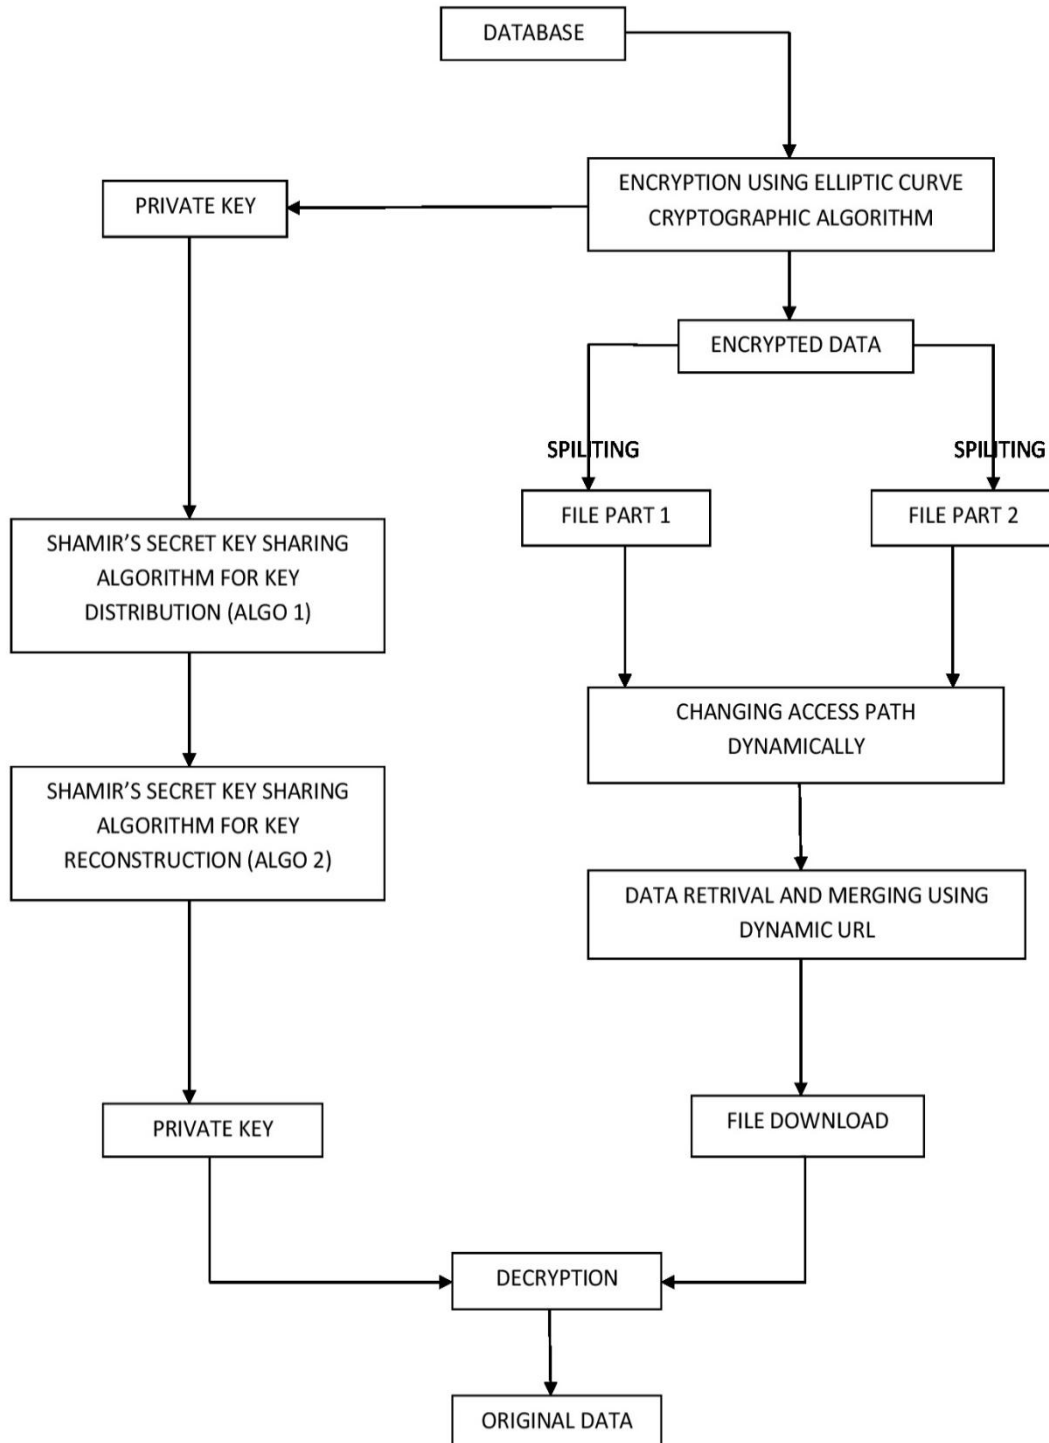 DATABASE
ENCRYPTION USING ELLIPTIC CURVE
CRYPTOGRAPHIC ALGORITHM
PRIVATE KEY
ENCRYPTED DATA
SPILITING
SPILITING
FILE PART 1
FILE PART 2
SHAMIR'S SECRET KEY SHARING
ALGORITHM FOR KEY
DISTRIBUTION (ALGO 1)
CHANGING ACCESS PATH
DYNAMICALLY
SHAMIR'S SECRET KEY SHARING
ALGORITHM FOR KEY
RECONSTRUCTION (ALGO 2)
DATA RETRIVAL AND MERGING USING
DYNAMIC URL
PRIVATE KEY
FILE DOWNLOAD
DECRYPTION
ORIGINAL DATA